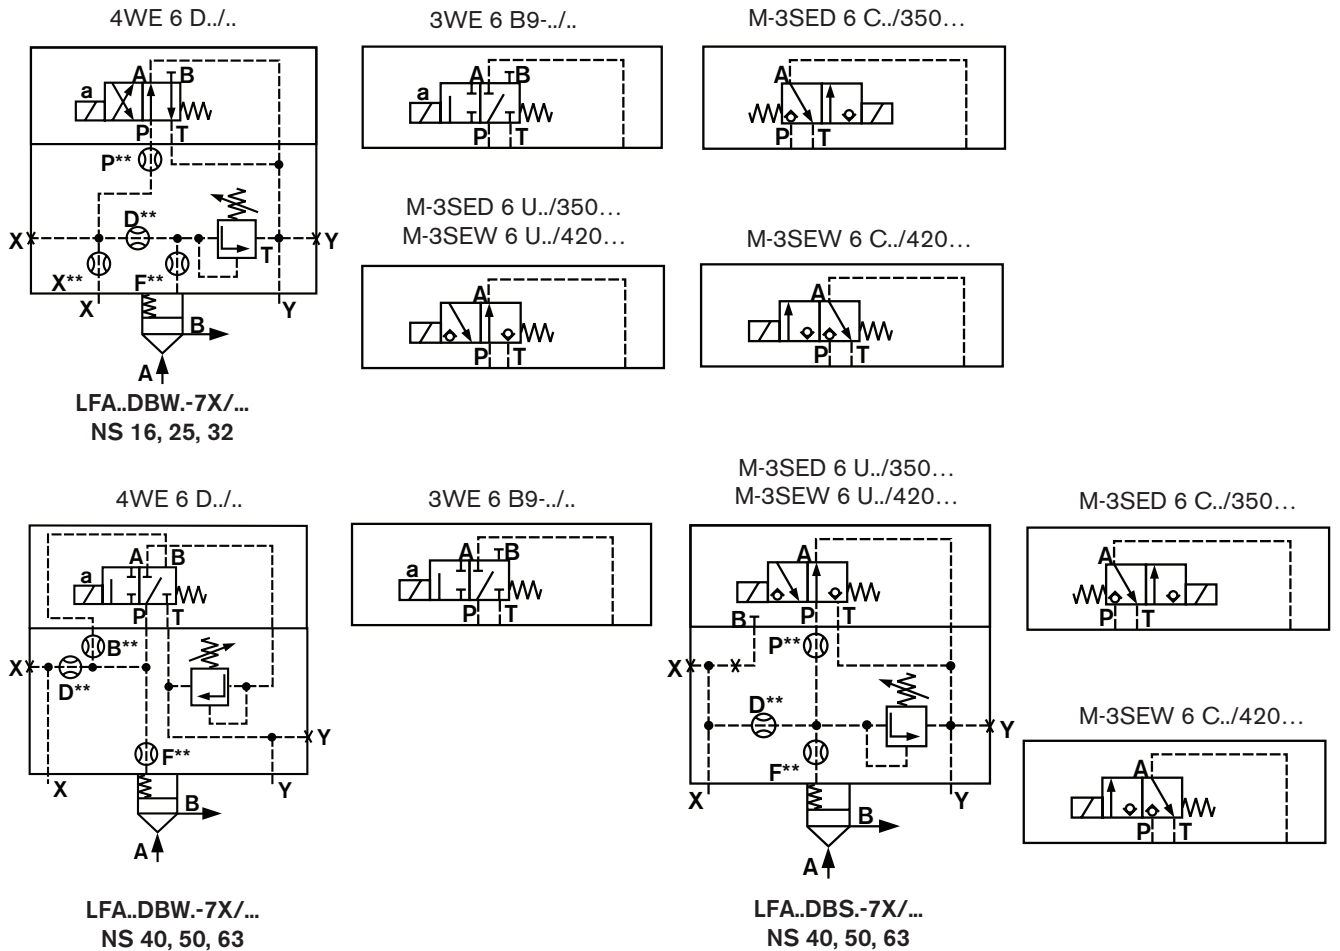 4WE 6 D../..
3WE 6 B9-../..
M-3SED 6 C../350…
A
B
a
P
T
P**
X
D**
T
Y
X**
F**
X
Y
B
A
LFA..DBW.-7X/...
NS 16, 25, 32
A
B
a
P
T
A
P
T
M-3SED 6 U../350…
M-3SEW 6 U../420…
A
P
T
M-3SEW 6 C../420…
A
P
T
4WE 6 D../..
A
B
a
P
T
B**
X
D**
Y
F**
X
Y
B
A
LFA..DBW.-7X/...
NS 40, 50, 63
3WE 6 B9-../..
A
B
a
P
T
M-3SED 6 U../350…
M-3SEW 6 U../420…
A
B
P
T
P**
X
D**
Y
F**
X
Y
B
A
LFA..DBS.-7X/...
NS 40, 50, 63
M-3SED 6 C../350…
A
P
T
M-3SEW 6 C../420…
A
P
T